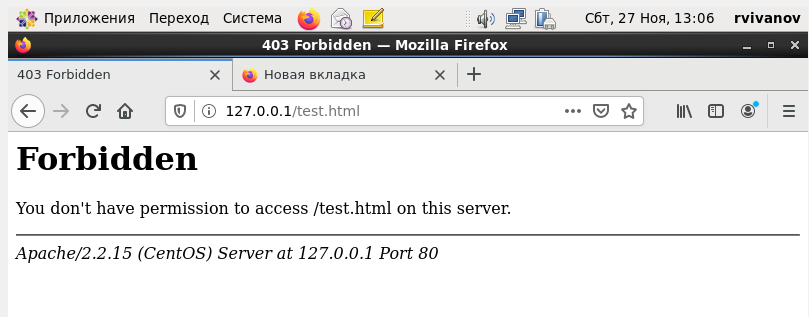 Приложения Переход Система Сбт, 27 Ноя, 13:06 rvivanov
403 Forbidden — Mozilla Firefox
403 Forbidden Новая вкладка
127.0.0.1/test.html
Forbidden
You don't have permission to access /test.html on this server.
Apache/2.2.15 (CentOS) Server at 127.0.0.1 Port 80